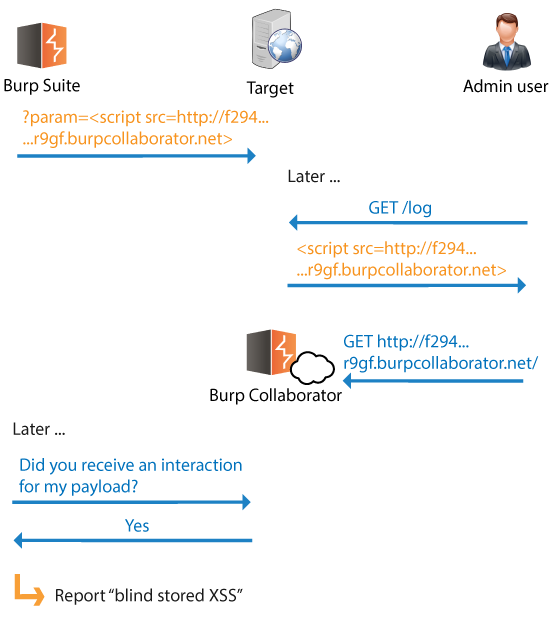 Burp Suite
Target
Admin user
?param=<script src=http://f294...
...r9gf.burpcollaborator.net>
Later ...
GET /log
<script src=http://f294...
...r9gf.burpcollaborator.net>
GET http://f294...
r9gf.burpcollaborator.net/
Burp Collaborator
Later ...
Did you receive an interaction
for my payload?
Yes
Report “blind stored XSS”